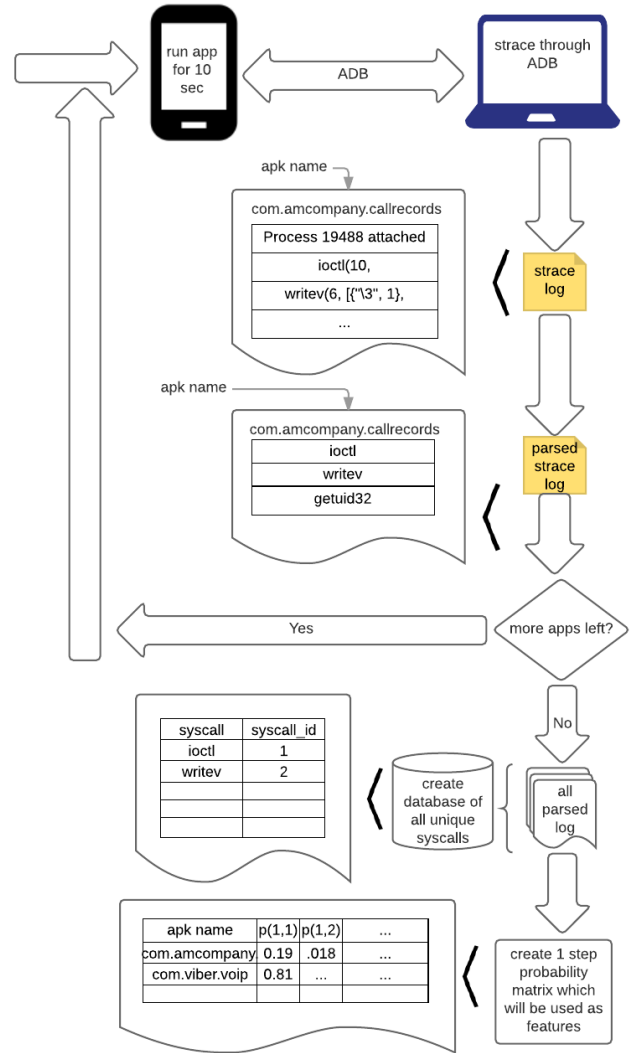 run app
for 10
sec
ADB
strace through
ADB
apk name
com.amcompany.callrecords
Process 19488 attached
ioctl(10,
writev(6, [{"\3", 1},
...
strace
log
apk name
com.amcompany.callrecords
ioctl
writev
getuid32
parsed
strace
log
more apps left?
Yes
No
syscall syscall_id
ioctl 1
writev 2
create
database of
all unique
syscalls
all
parsed
log
apk name p(1,1) p(1,2) ...
com.amcompany. 0.19 .018 ...
com.viber.voip 0.81 ... ...
create 1 step
probability
matrix which
will be used as
features